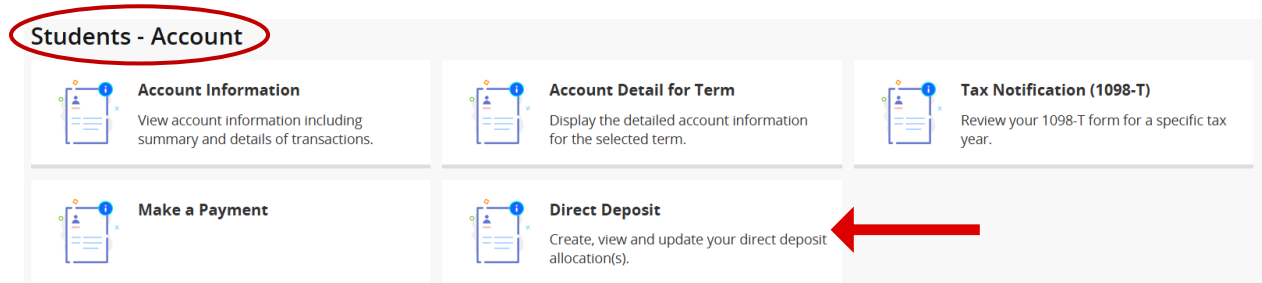 Students - Account
Account Information
View account information including
summary and details of transactions.
Account Detail for Term
Display the detailed account information
for the selected term.
Tax Notification (1098-T)
Review your 1098-T form for a specific tax
year.
Make a Payment
Direct Deposit
Create, view and update your direct deposit
allocation(s).